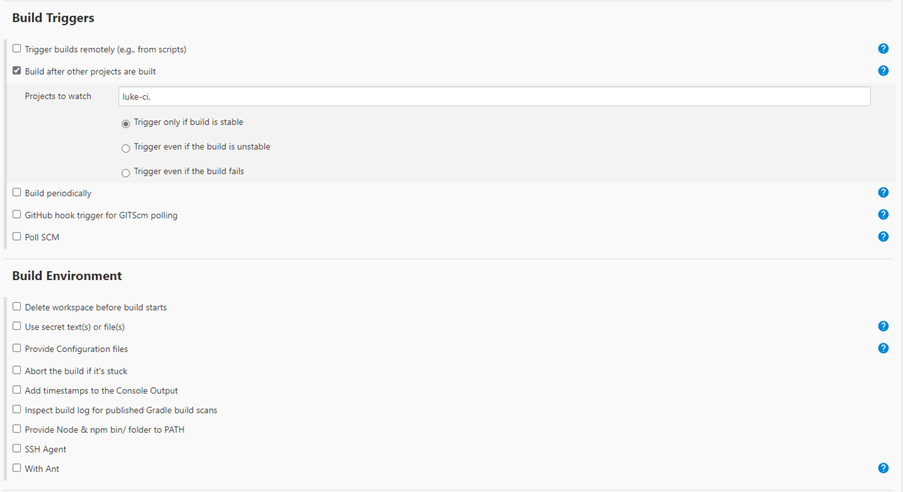 Build Triggers
Trigger builds remotely (e.g., from scripts)
?
Build after other projects are built
?
Projects to watch
luke-ci,
Trigger only if build is stable
Trigger even if the build is unstable
Trigger even if the build fails
Build periodically
?
GitHub hook trigger for GITScm polling
?
Poll SCM
?
Build Environment
Delete workspace before build starts
Use secret text(s) or file(s)
?
Provide Configuration files
?
Abort the build if it's stuck
Add timestamps to the Console Output
Inspect build log for published Gradle build scans
Provide Node & npm bin/ folder to PATH
SSH Agent
With Ant
?